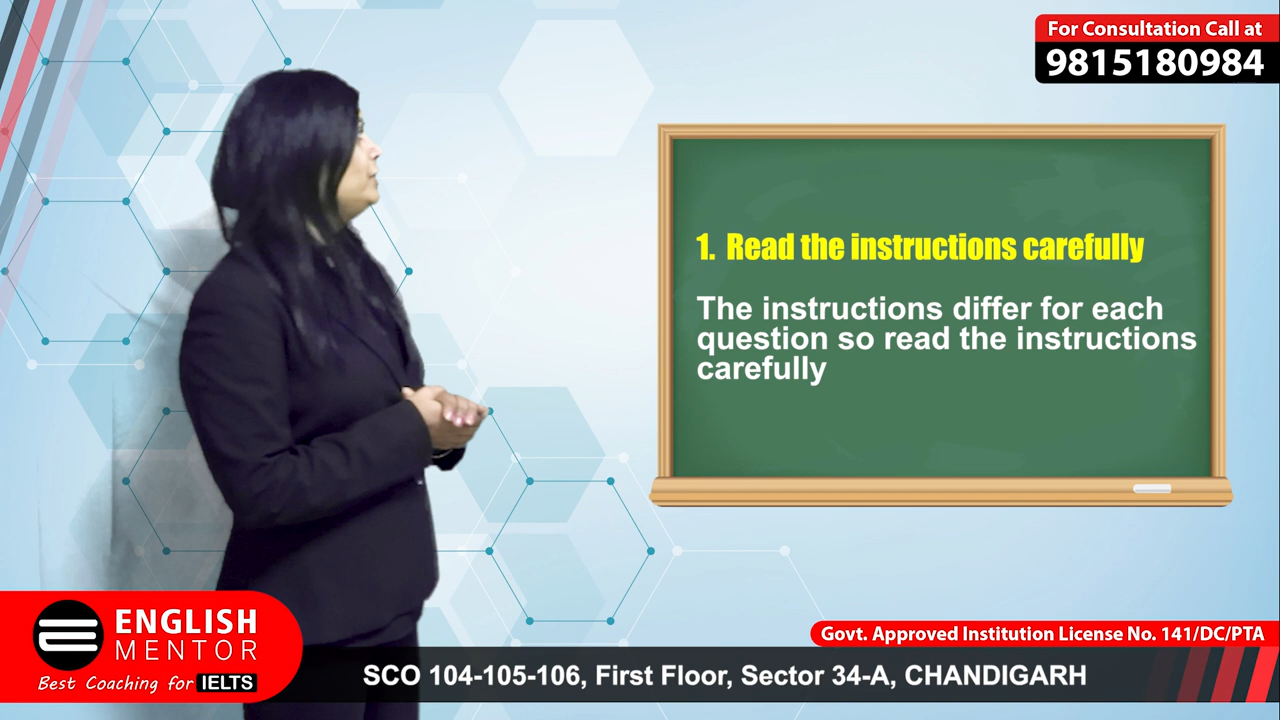 For Consultation Call at
9815180984
1. Read the instructions carefully
The instructions differ for each
question so read the instructions
carefully
Govt. Approved Institution License No. 141/DC/PTA
ENGLISH
MENTOR
Best Coaching for IELTS
SCO 104-105-106, First Floor, Sector 34-A, CHANDIGARH